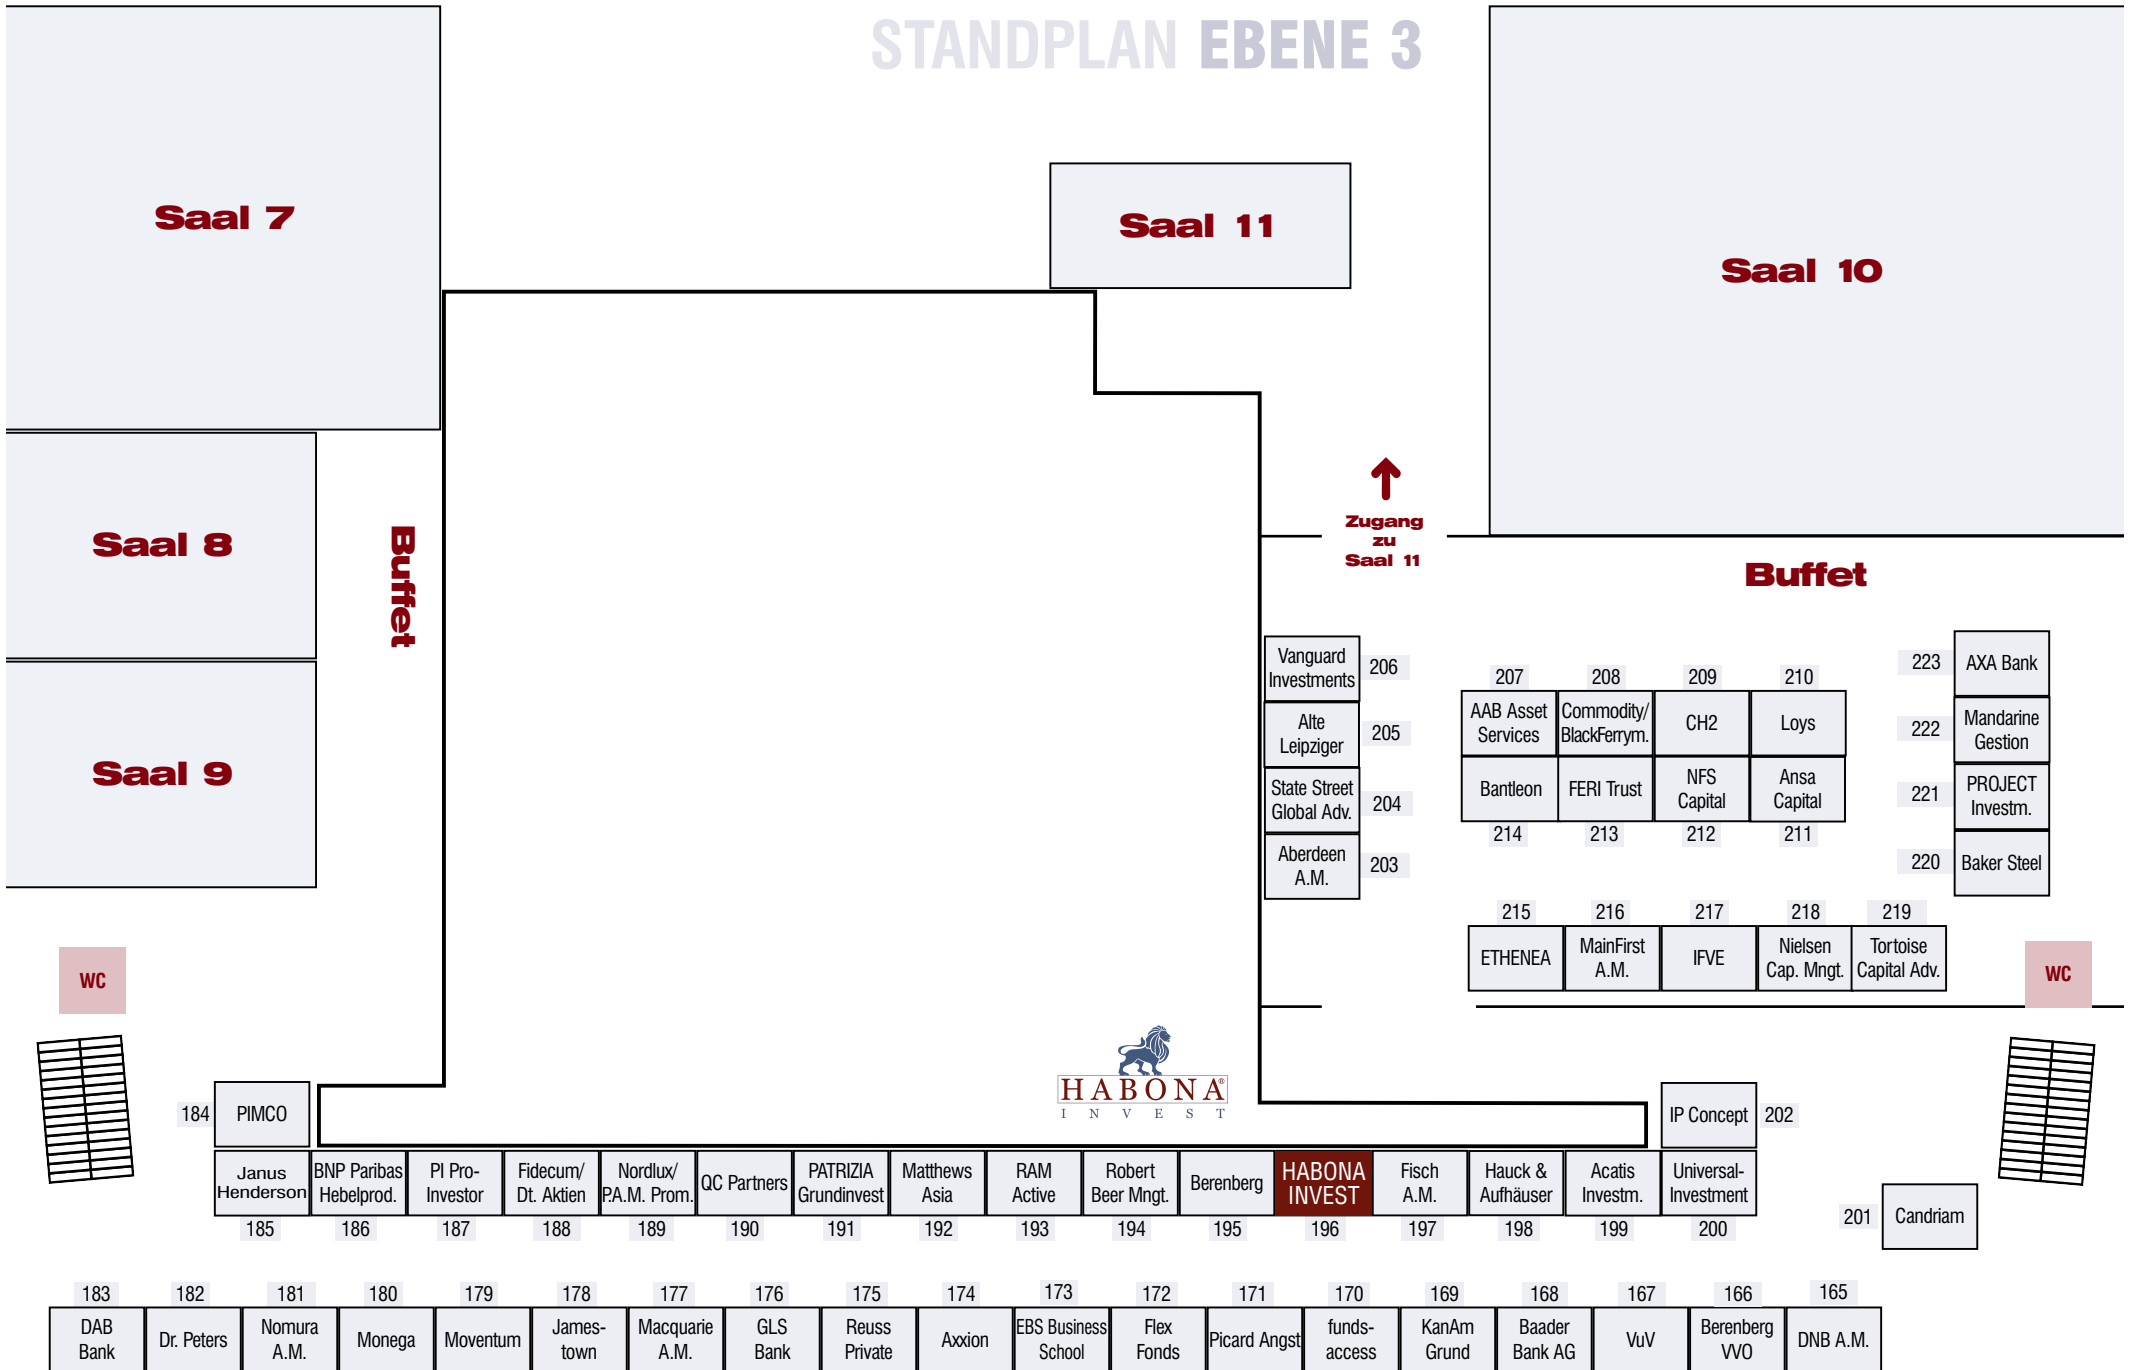 STANDPLAN EBENE 3
Saal 7
Saal 11
Saal 10
Saal 8
Buffet
Zugang
zu
Saal 11
Buffet
Saal 9
Vanguard
Investments
206
Alte
Leipziger
205
State Street
Global Adv.
204
Aberdeen
A.M.
203
207
208
209
210
AAB Asset
Services
Commodity/
BlackFerrym.
CH2
Loys
Bantleon
FERI Trust
NFS
Capital
Ansa
Capital
214
213
212
211
223
AXA Bank
222
Mandarine
Gestion
221
PROJECT
Investm.
220
Baker Steel
215
216
217
218
219
ETHENEA
MainFirst
A.M.
IFVE
Nielsen
Cap. Mngt.
Tortoise
Capital Adv.
WC
WC
HABONA®
INVEST
184
PIMCO
IP Concept
202
Janus
Henderson
BNP Paribas
Hebelprod.
PI Pro-
Investor
Fidecum/
Dt. Aktien
Nordlux/
P.A.M. Prom.
QC Partners
PATRIZIA
Grundinvest
Matthews
Asia
RAM
Active
Robert
Beer Mngt.
Berenberg
HABONA
INVEST
Fisch
A.M.
Hauck &
Aufhäuser
Acatis
Investm.
Universal-
Investment
185
186
187
188
189
190
191
192
193
194
195
196
197
198
199
200
201
Candriam
183
182
181
180
179
178
177
176
175
174
173
172
171
170
169
168
167
166
165
DAB
Bank
Dr. Peters
Nomura
A.M.
Monega
Moventum
James-
town
Macquarie
A.M.
GLS
Bank
Reuss
Private
Axxion
EBS Business
School
Flex
Fonds
Picard Angst
funds-
access
KanAm
Grund
Baader
Bank AG
VuV
Berenberg
VVO
DNB A.M.